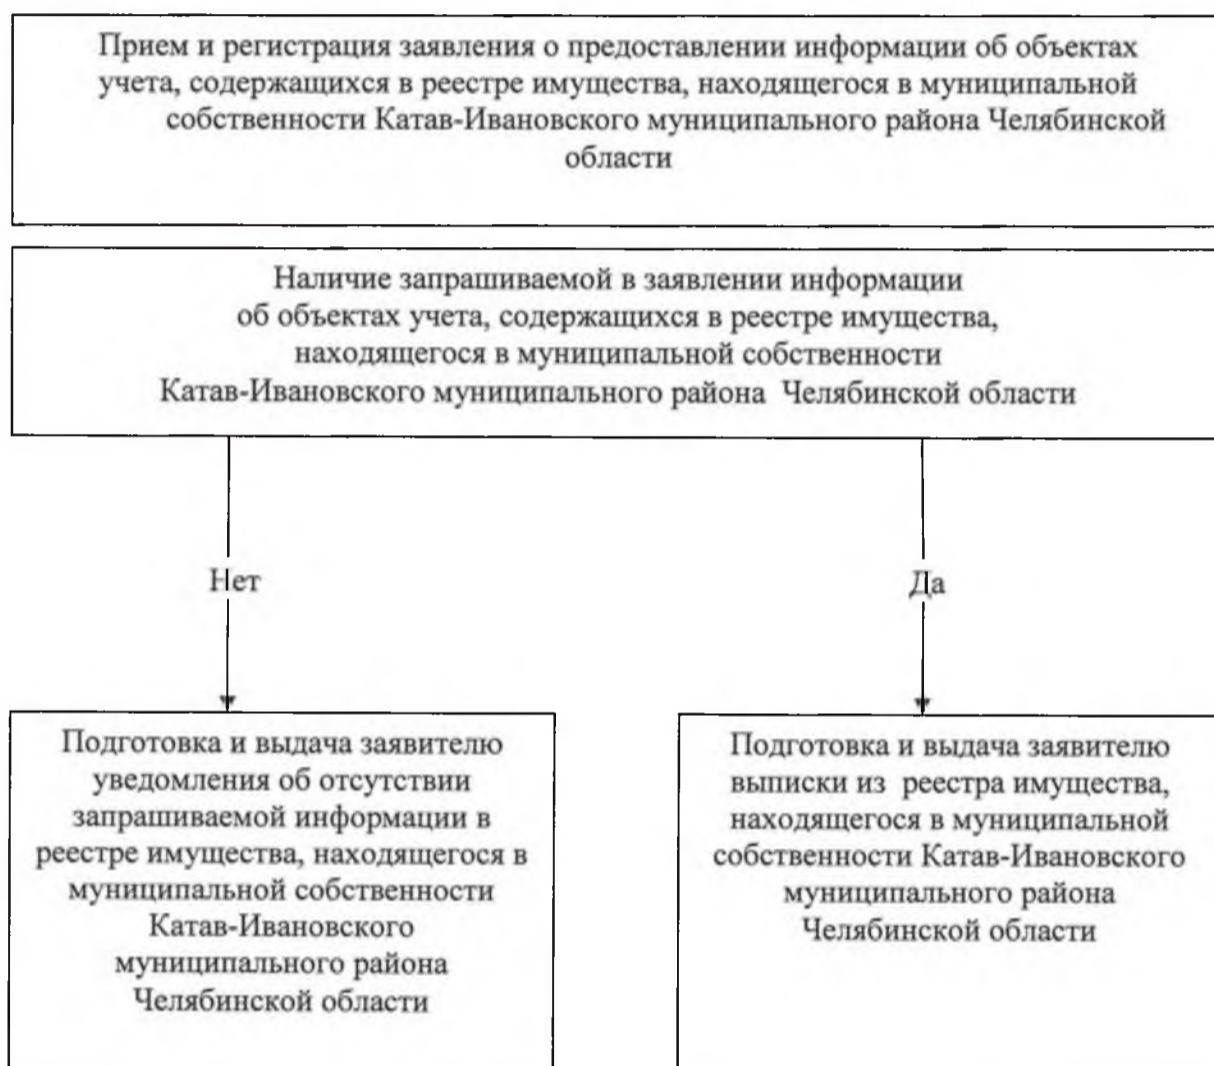 Прием и регистрация заявления о предоставлении информации об объектах
учета, содержащихся в реестре имущества, находящегося в муниципальной
собственности Катав-Ивановского муниципального района Челябинской
области
Наличие запрашиваемой в заявлении информации
об объектах учета, содержащихся в реестре имущества,
находящегося в муниципальной собственности
Катав-Ивановского муниципального района Челябинской области
Нет
Да
Подготовка и выдача заявителю
уведомления об отсутствии
запрашиваемой информации в
реестре имущества, находящегося в
муниципальной собственности
Катав-Ивановского
муниципального района
Челябинской области
Подготовка и выдача заявителю
выписки из реестра имущества,
находящегося в муниципальной
собственности Катав-Ивановского
муниципального района
Челябинской области